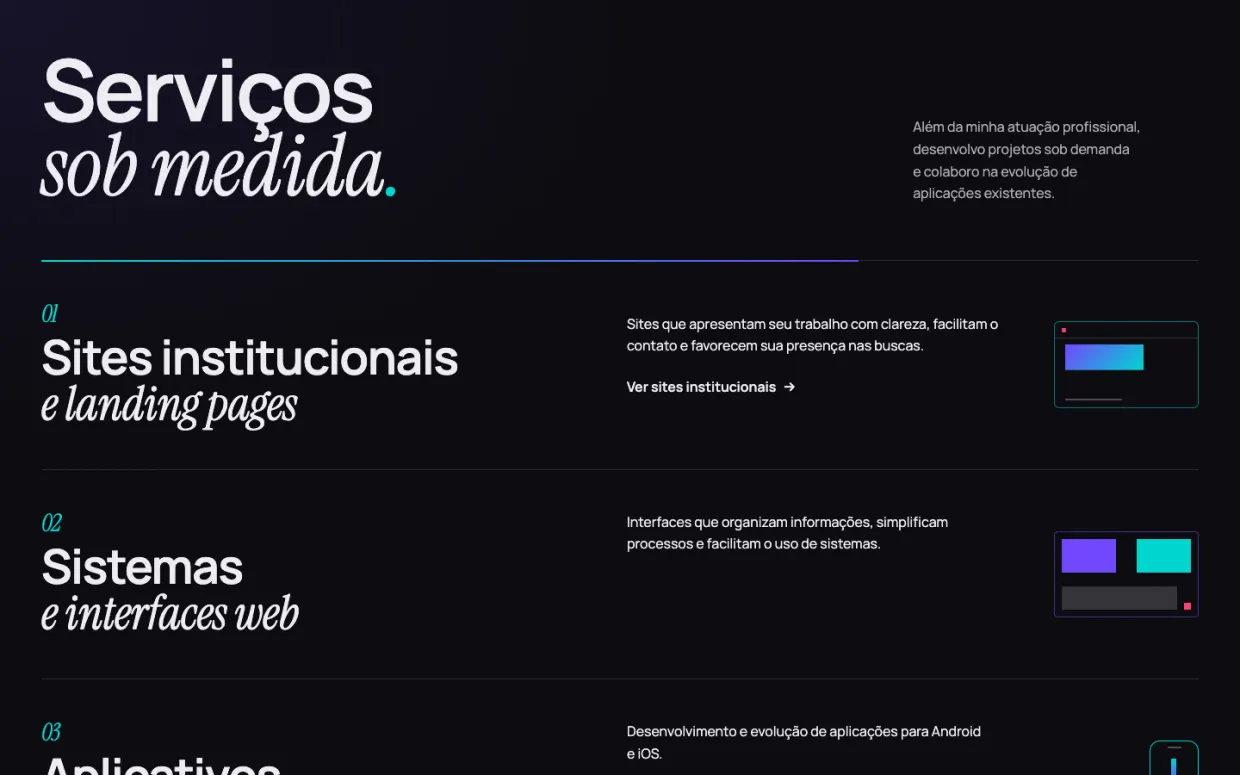 Serviços
sob medida.
Além da minha atuação profissional,
desenvolvo projetos sob demanda
e colaboro na evolução de
aplicações existentes.
01
Sites institucionais
e landing pages
Sites que apresentam seu trabalho com clareza, facilitam o
contato e favorecem sua presença nas buscas.
Ver sites institucionais →
02
Sistemas
e interfaces web
Interfaces que organizam informações, simplificam
processos e facilitam o uso de sistemas.
03
Aplicativos
Desenvolvimento e evolução de aplicações para Android
e iOS.